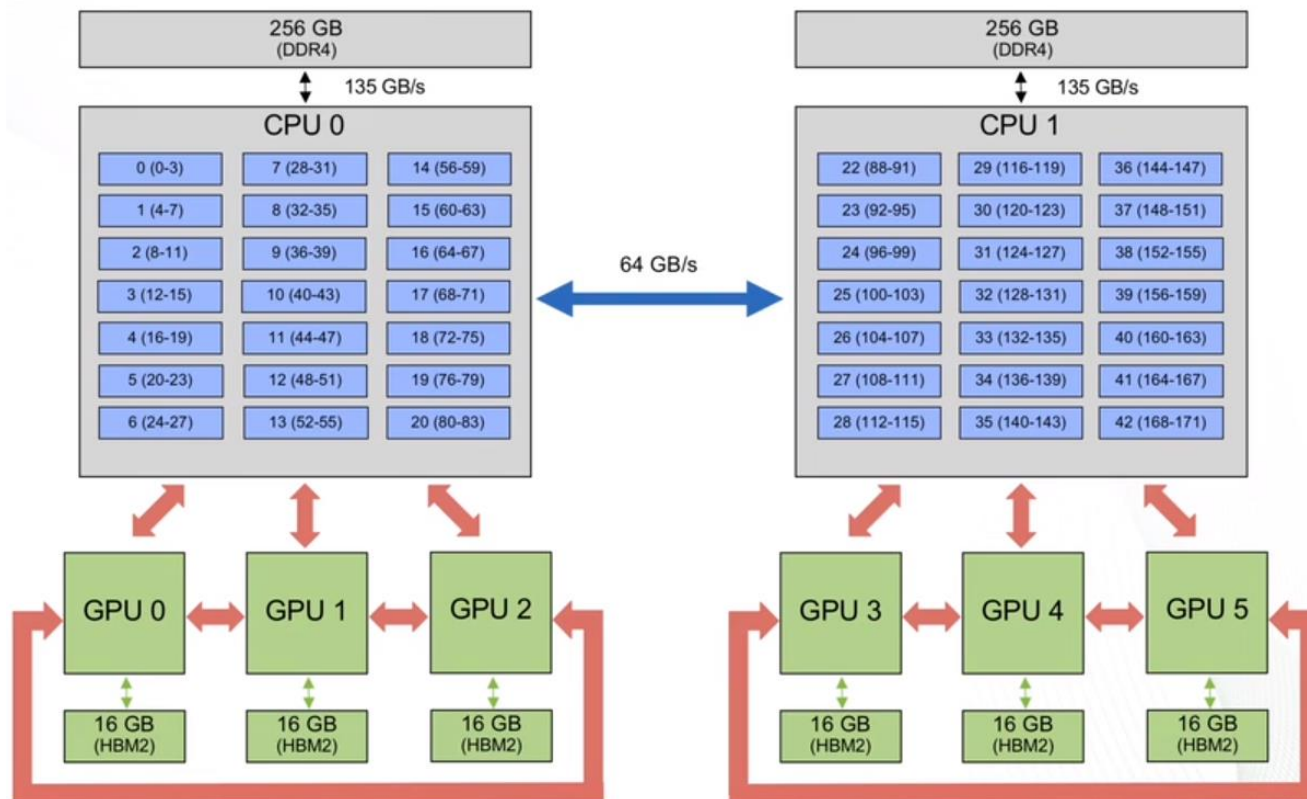 256 GB
(DDR4)
135 GB/s
CPU 0
0 (0-3)
7 (28-31)
14 (56-59)
1 (4-7)
8 (32-35)
15 (60-63)
2 (8-11)
9 (36-39)
16 (64-67)
3 (12-15)
10 (40-43)
17 (68-71)
4 (16-19)
11 (44-47)
18 (72-75)
5 (20-23)
12 (48-51)
19 (76-79)
6 (24-27)
13 (52-55)
20 (80-83)
64 GB/s
256 GB
(DDR4)
135 GB/s
CPU 1
22 (88-91)
29 (116-119)
36 (144-147)
23 (92-95)
30 (120-123)
37 (148-151)
24 (96-99)
31 (124-127)
38 (152-155)
25 (100-103)
32 (128-131)
39 (156-159)
26 (104-107)
33 (132-135)
40 (160-163)
27 (108-111)
34 (136-139)
41 (164-167)
28 (112-115)
35 (140-143)
42 (168-171)
GPU 0
GPU 1
GPU 2
16 GB
(HBM2)
16 GB
(HBM2)
16 GB
(HBM2)
GPU 3
GPU 4
GPU 5
16 GB
(HBM2)
16 GB
(HBM2)
16 GB
(HBM2)